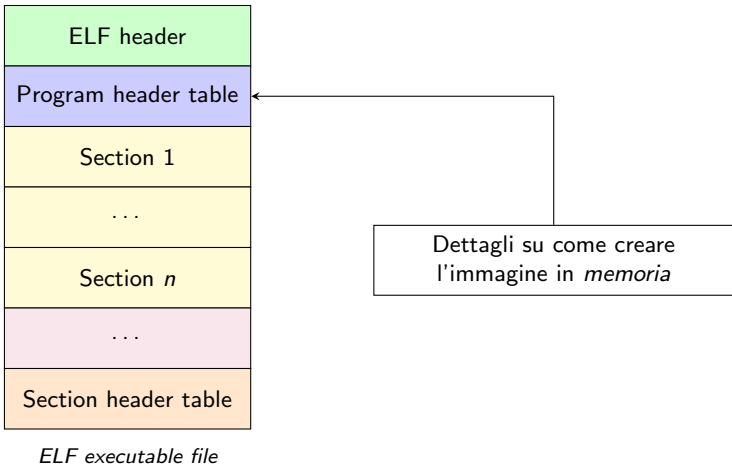 ELF header
Program header table
Section 1
...
Section n
...
Section header table
ELF executable file
Dettagli su come creare
l'immagine in memoria